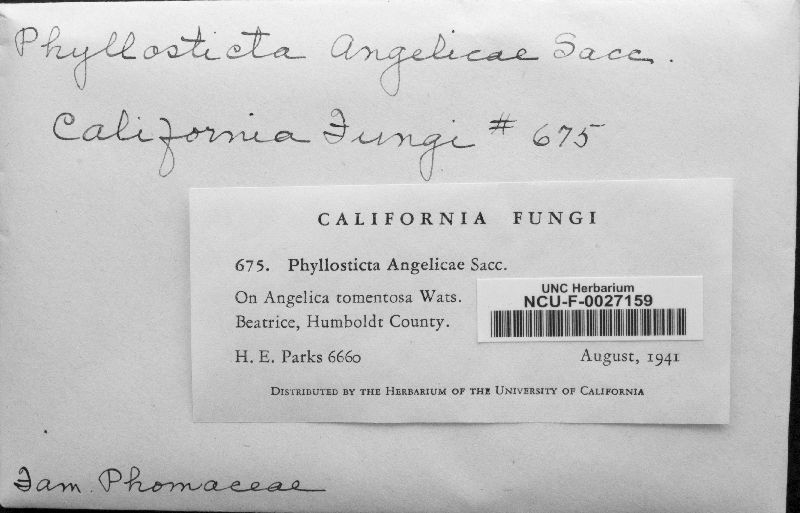 Phyllosticta Angelicae Sacc.
California Fungi # 675
CALIFORNIA FUNGI
675. Phyllosticta Angelicae Sacc.
On Angelica tomentosa Wats.
Beatrice, Humboldt County.
UNC Herbarium
NCU-F-0027159
H. E. Parks 6660
August, 1941
DISTRIBUTED BY THE HERBARIUM OF THE UNIVERSITY OF CALIFORNIA
Fam. Phomaceae